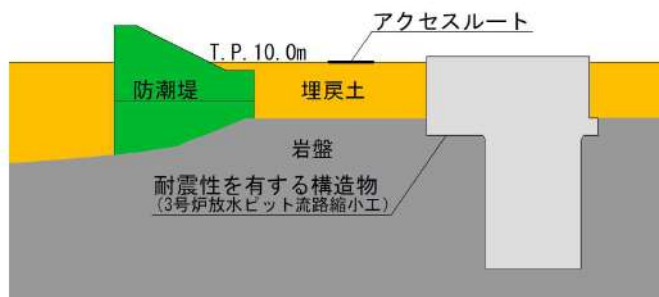 アクセスルート
T.P.10.0m
防潮堤
埋戻土
岩盤
耐震性を有する構造物
(3号炉放水ピット流路縮小工)